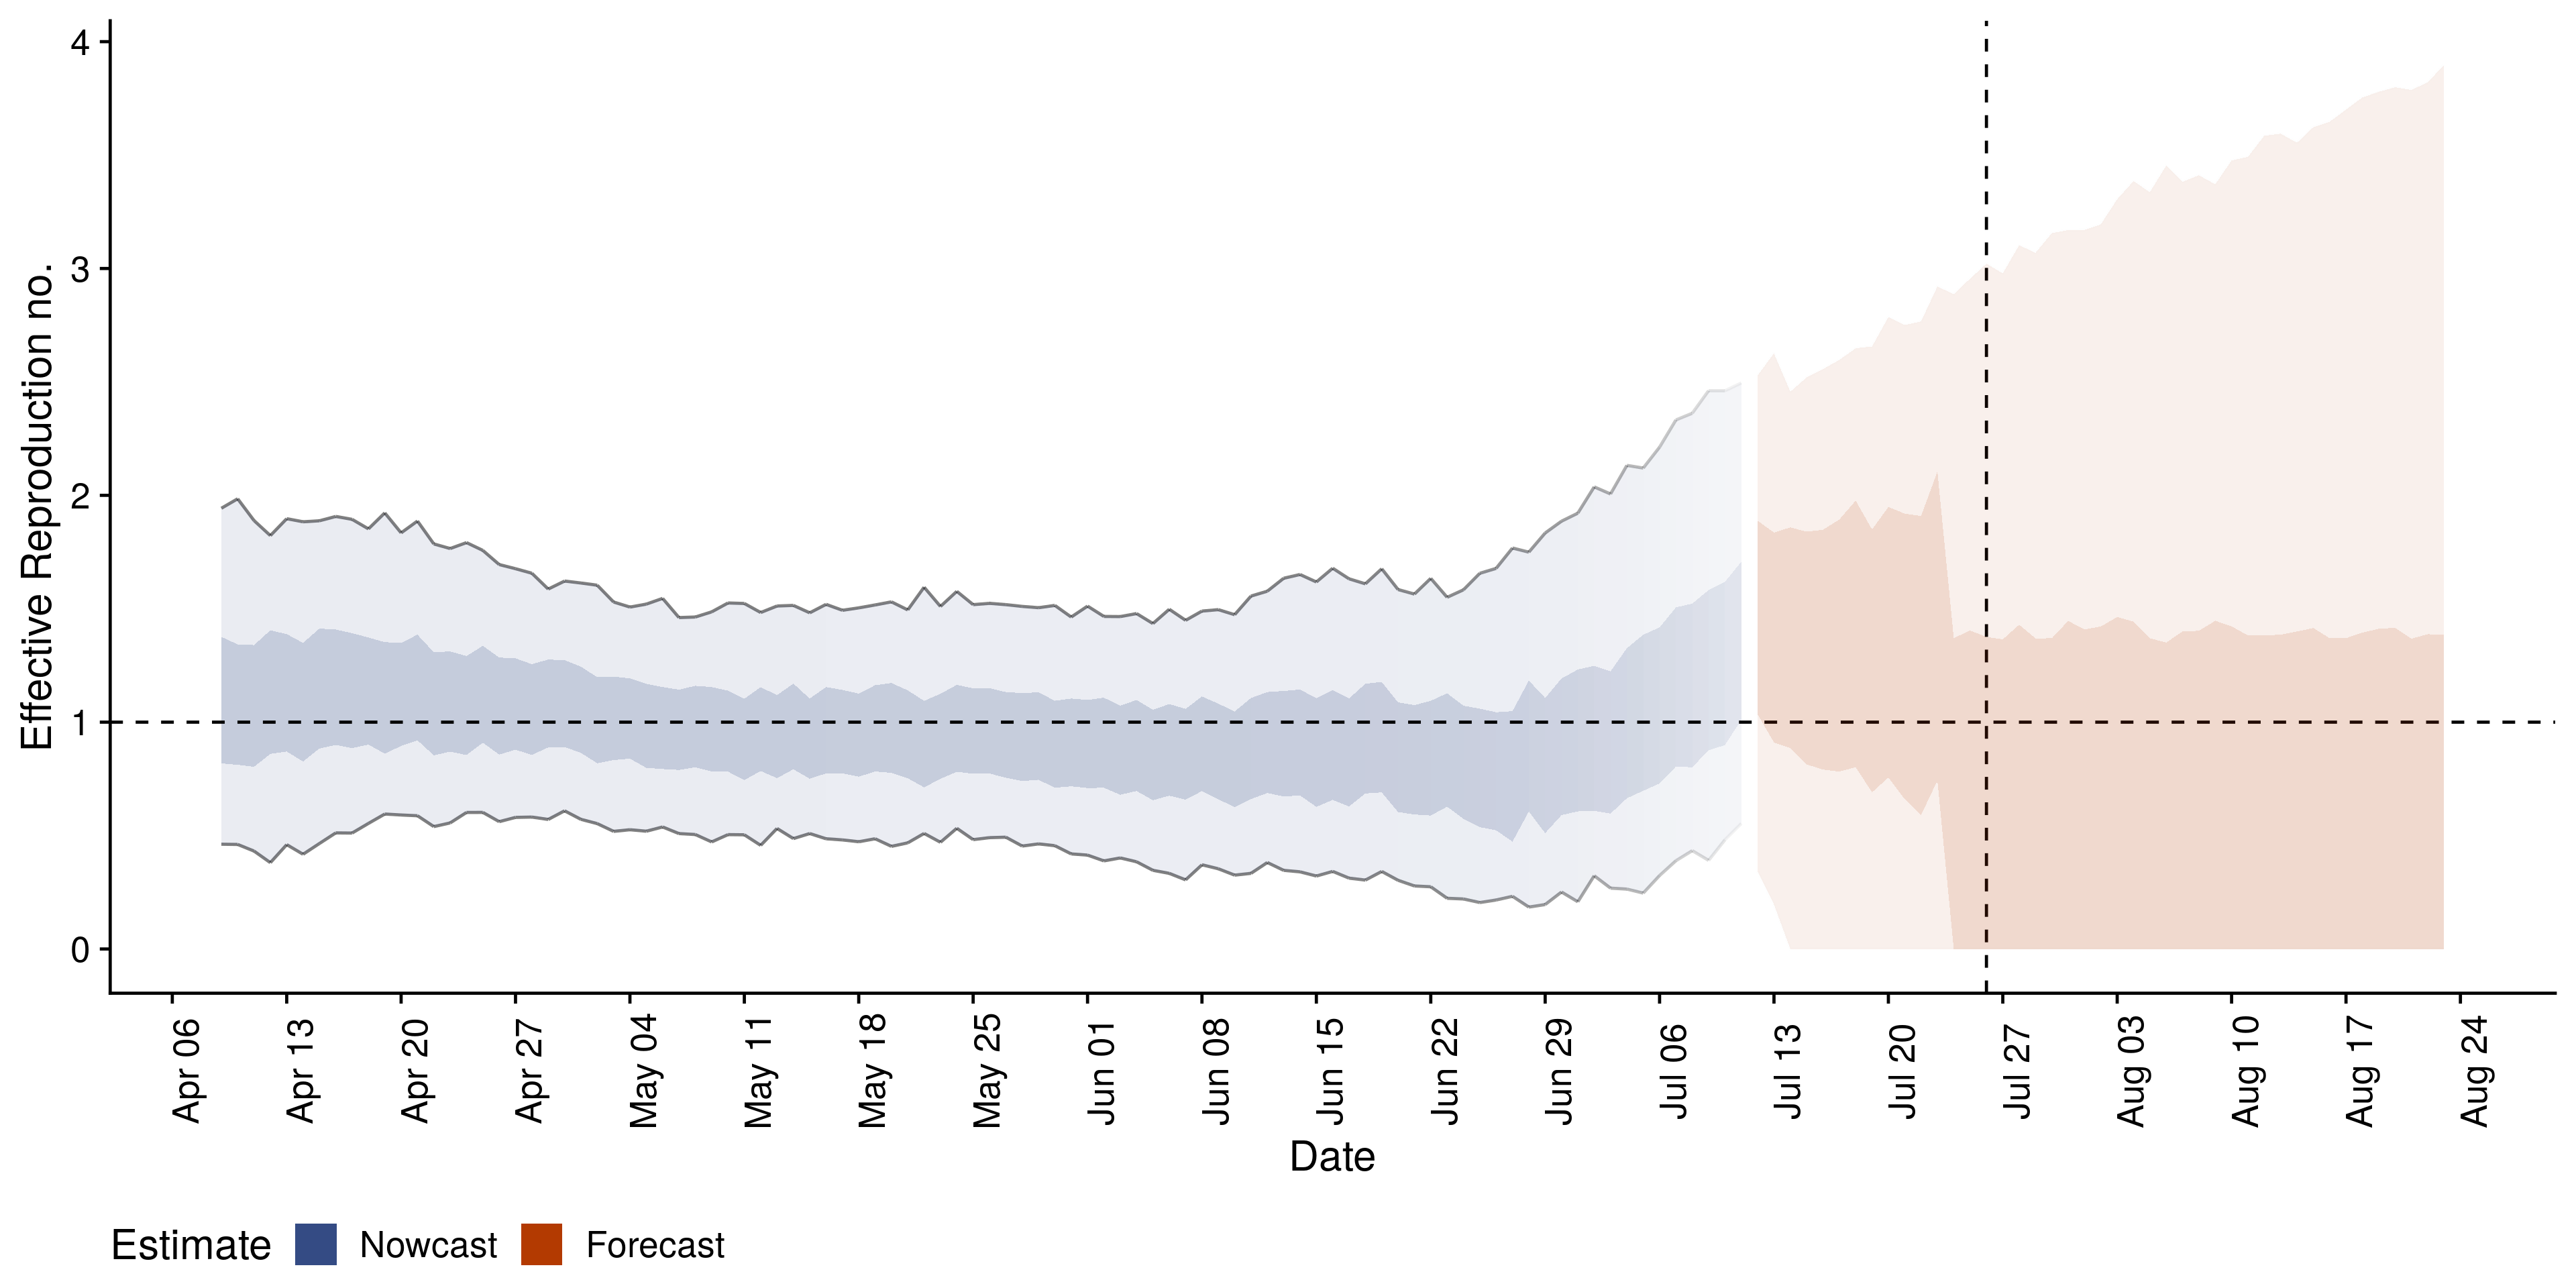 Effective Reproduction no.
4
3
2
1
0
Apr 06
Apr 13
Apr 20
Apr 27
May 04
May 11
May 18
May 25
Jun 01
Jun 08
Jun 15
Jun 22
Jun 29
Jul 06
Jul 13
Jul 20
Jul 27
Aug 03
Aug 10
Aug 17
Aug 24
Date
Estimate Nowcast Forecast